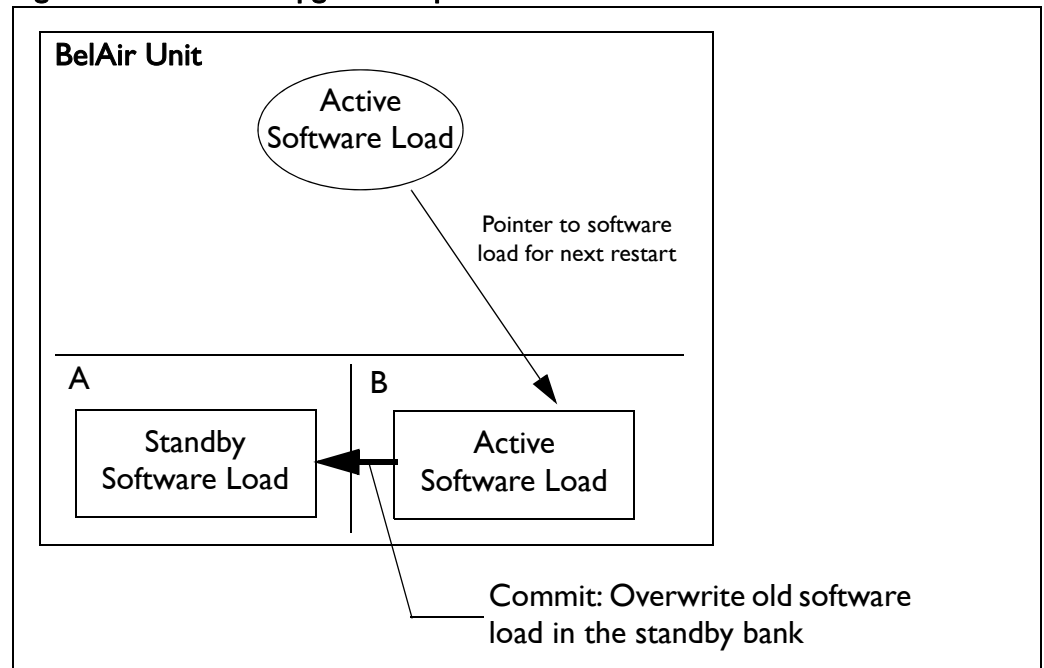 BelAir Unit
Active
Software Load
Pointer to software
load for next restart
A
B
Standby
Software Load
Active
Software Load
Commit: Overwrite old software
load in the standby bank